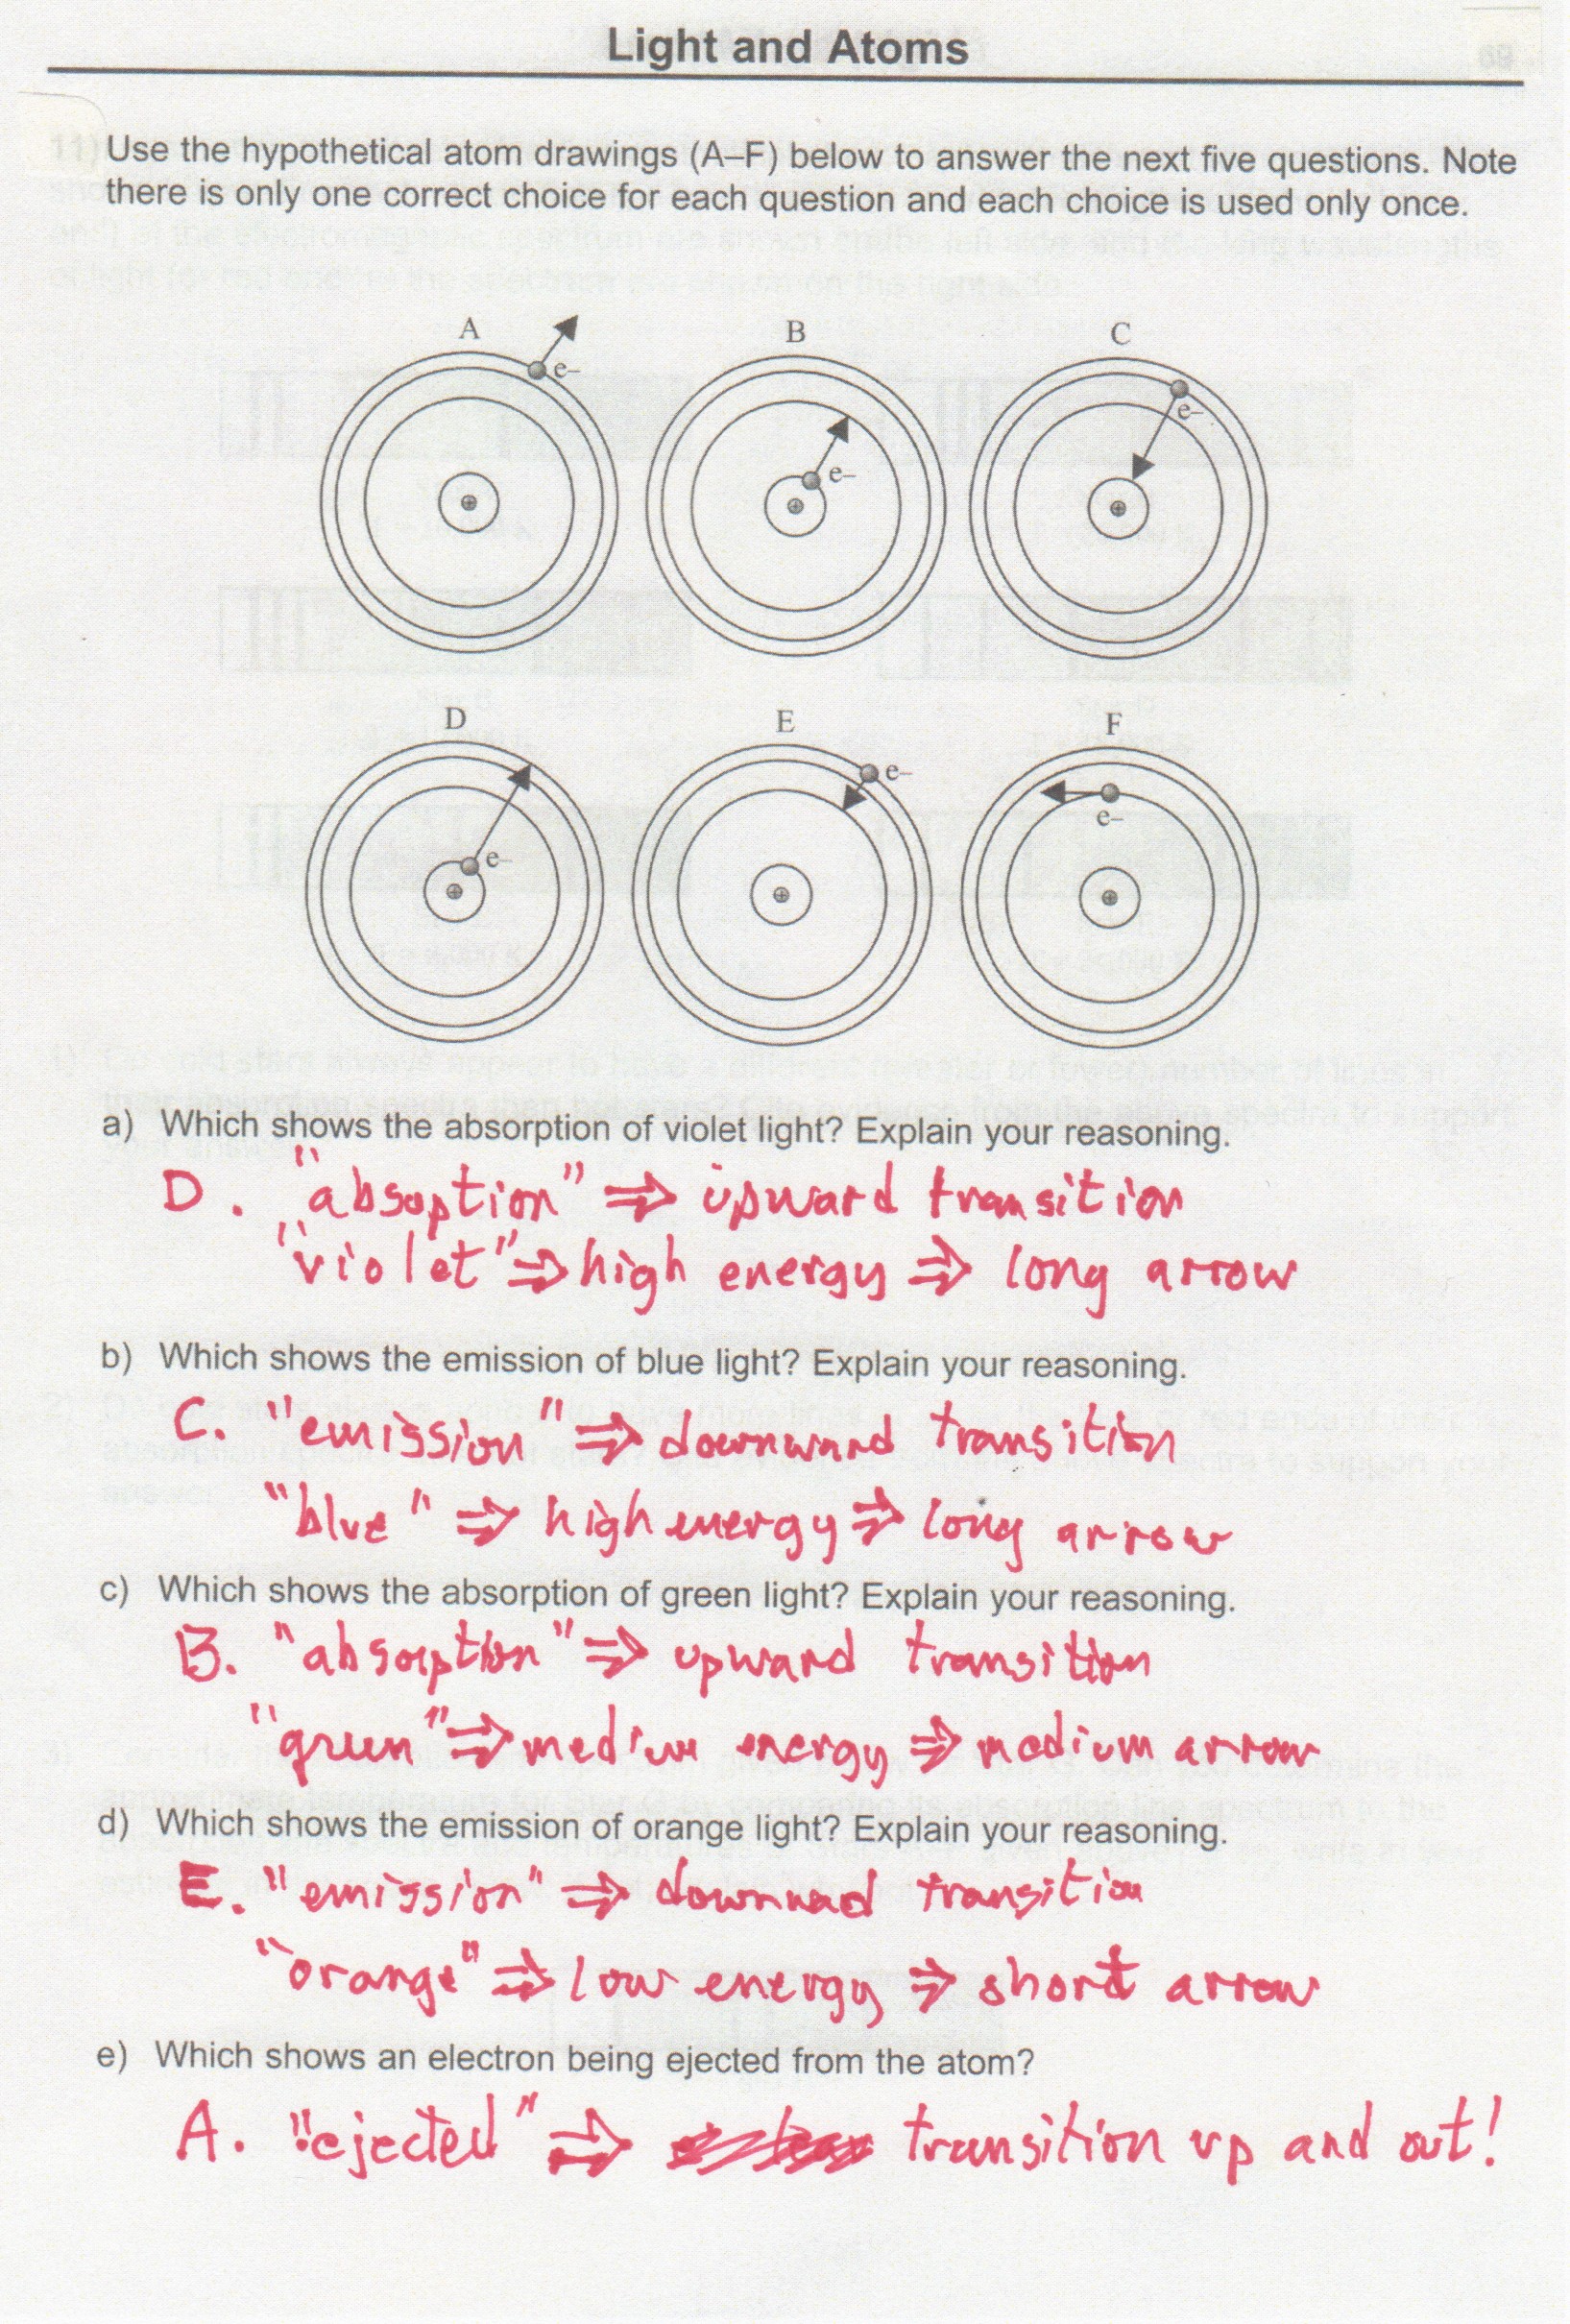 Light and Atoms
69
11) Use the hypothetical atom drawings (A–F) below to answer the next five questions. Note
there is only one correct choice for each question and each choice is used only once.
A B C
e– e– e–
D E F
e– e– e–
a) Which shows the absorption of violet light? Explain your reasoning.
D. "absoption" ⇒ upward transition
"violet" ⇒ high energy ⇒ long arrow
b) Which shows the emission of blue light? Explain your reasoning.
C. "emission" ⇒ downward transition
"blue" ⇒ high energy ⇒ long arrow
c) Which shows the absorption of green light? Explain your reasoning.
B. "absorption" ⇒ upward transition
"green" ⇒ medium energy ⇒ medium arrow
d) Which shows the emission of orange light? Explain your reasoning.
E. "emission" ⇒ downwad transition
"orange" ⇒ low energy ⇒ short arrow
e) Which shows an electron being ejected from the atom?
A. "ejected" ⇒ transition up and out!